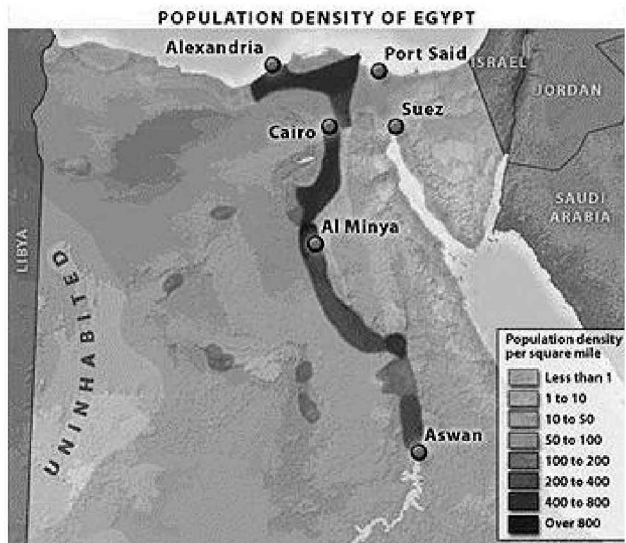 POPULATION DENSITY OF EGYPT
Alexandria
Port Said
ISRAEL
JORDAN
Cairo
Suez
SAUDI
ARABIA
LIBYA
Al Minya
UNINHABITED
Aswan
Population density
per square mile
Less than 1
1 to 10
10 to 50
50 to 100
100 to 200
200 to 400
400 to 800
Over 800